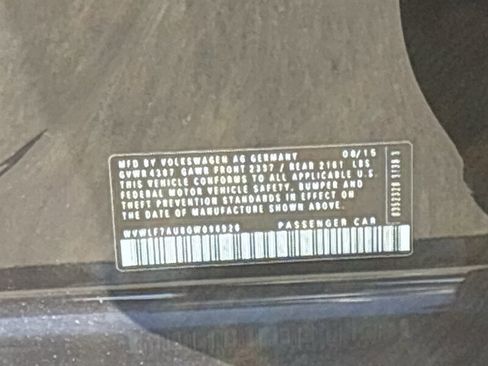 MFD BY VOLKSWAGEN AG GERMANY 08/15
GVWR 4387 GAWR FRONT 2337 / REAR 2161 LBS
THIS VEHICLE CONFORMS TO ALL APPLICABLE U.S.
FEDERAL MOTOR VEHICLE SAFETY, BUMPER AND
THEFT PREVENTION STANDARDS IN EFFECT ON
THE DATE OF MANUFACTURE SHOWN ABOVE.
PASSENGER CAR